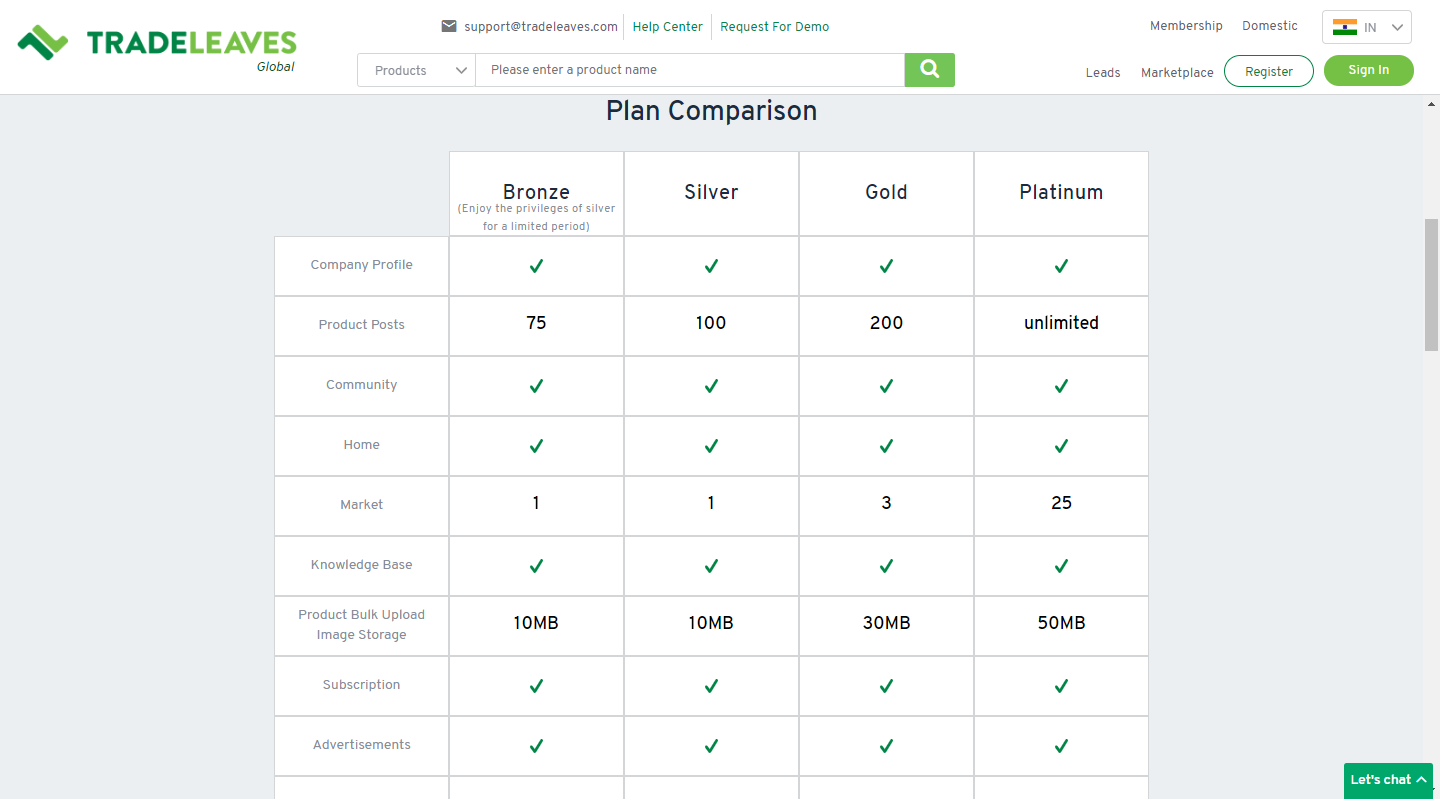 TRADELEAVES
Global
support@tradeleaves.com
Help Center
Request For Demo
Membership
Domestic
IN
Products
Please enter a product name
Leads
Marketplace
Register
Sign In
Plan Comparison
Bronze
(Enjoy the privileges of silver
for a limited period)
Silver
Gold
Platinum
Company Profile
Product Posts
75
100
200
unlimited
Community
Home
Market
1
1
3
25
Knowledge Base
Product Bulk Upload
Image Storage
10MB
10MB
30MB
50MB
Subscription
Advertisements
Let's chat